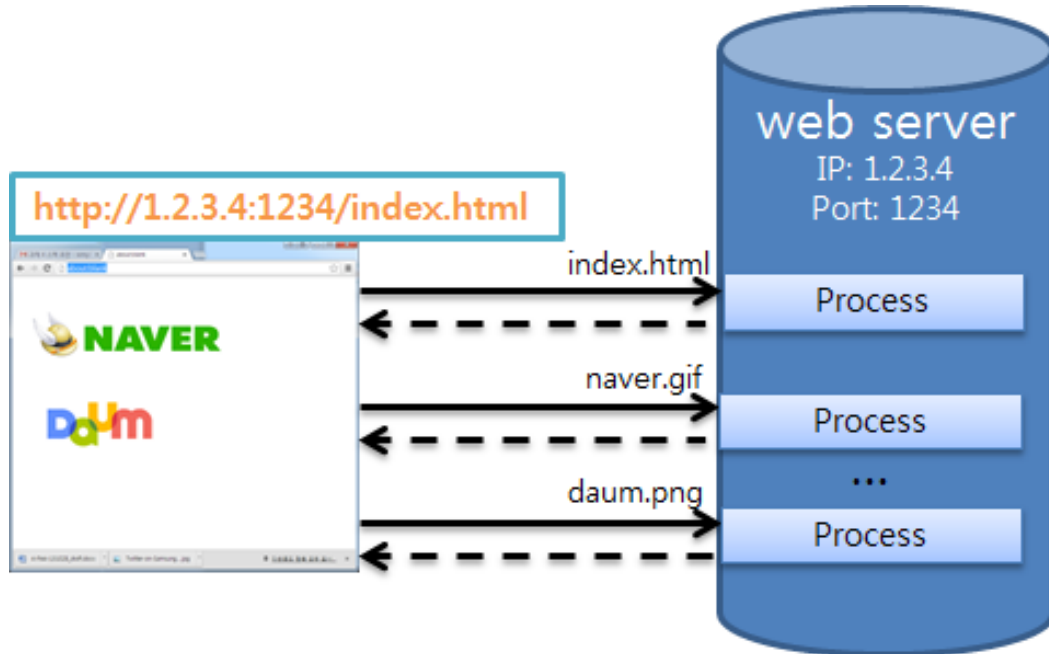 web server
IP: 1.2.3.4
Port: 1234
http://1.2.3.4:1234/index.html
index.html
Process
NAVER
naver.gif
Process
Daum
...
daum.png
Process